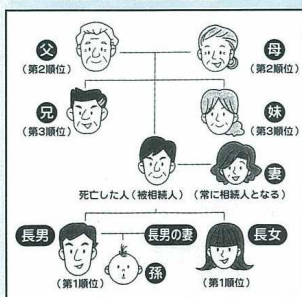 父
(第2順位)
母
(第2順位)
兄
(第3順位)
妹
(第3順位)
妻
死亡した人(被相続人)
(常に相続人となる)
長男
(第1順位)
長男の妻
孫
長女
(第1順位)